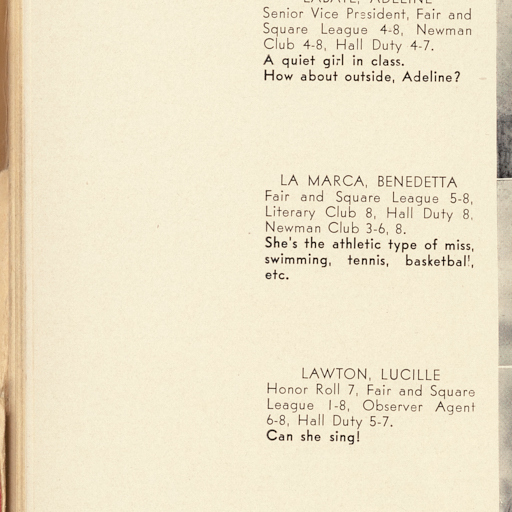 LABATE, ADELINE
Senior Vice President, Fair and
Square League 4-8, Newman
Club 4-8, Hall Duty 4-7.
A quiet girl in class.
How about outside, Adeline?
LA MARCA, BENEDETTA
Fair and Square League 5-8,
Literary Club 8, Hall Duty 8,
Newman Club 3-6, 8.
She's the athletic type of miss,
swimming, tennis, basketball,
etc.
LAWTON, LUCILLE
Honor Roll 7, Fair and Square
League 1-8, Observer Agent
6-8, Hall Duty 5-7.
Can she sing!